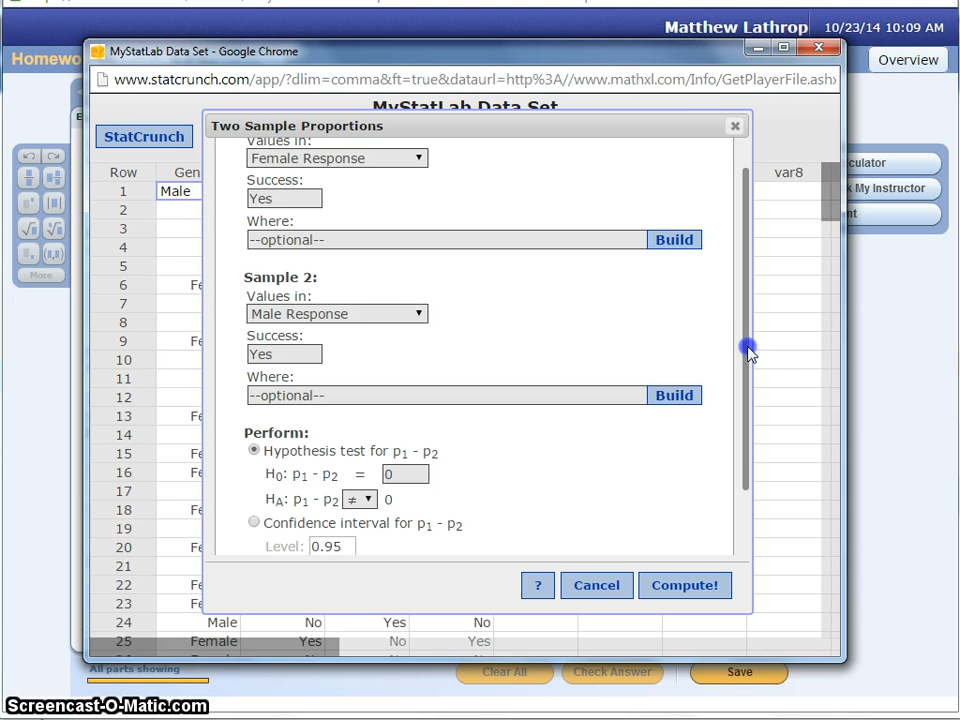 Matthew Lathrop 10/23/14 10:09 AM
Homewo
Overview
MyStatLab Data Set - Google Chrome
www.statcrunch.com/app/?dlim=comma&ft=true&dataurl=http%3A//www.mathxl.com/Info/GetPlayerFile.ashx
MyStatLab Data Set
StatCrunch
Two Sample Proportions
Values in:
Female Response
Success:
Yes
Where:
--optional-- Build
Sample 2:
Values in:
Male Response
Success:
Yes
Where:
--optional-- Build
Perform:
Hypothesis test for p1 - p2
H0: p1 - p2 = 0
HA: p1 - p2 ≠ 0
Confidence interval for p1 - p2
Level: 0.95
? Cancel Compute!
Row Gen var8
1 Male
2
3
4
5
6 Fe
7
8
9 Fe
10
11
12
13 Fe
14
15 Fe
16 Fe
17
18 Fe
19
20 Fe
21
22 Fe
23 Fe
24 Male No Yes No
25 Female Yes No Yes
culator
k My Instructor
nt
More
All parts showing
Clear All Check Answer Save
Screencast-O-Matic.com